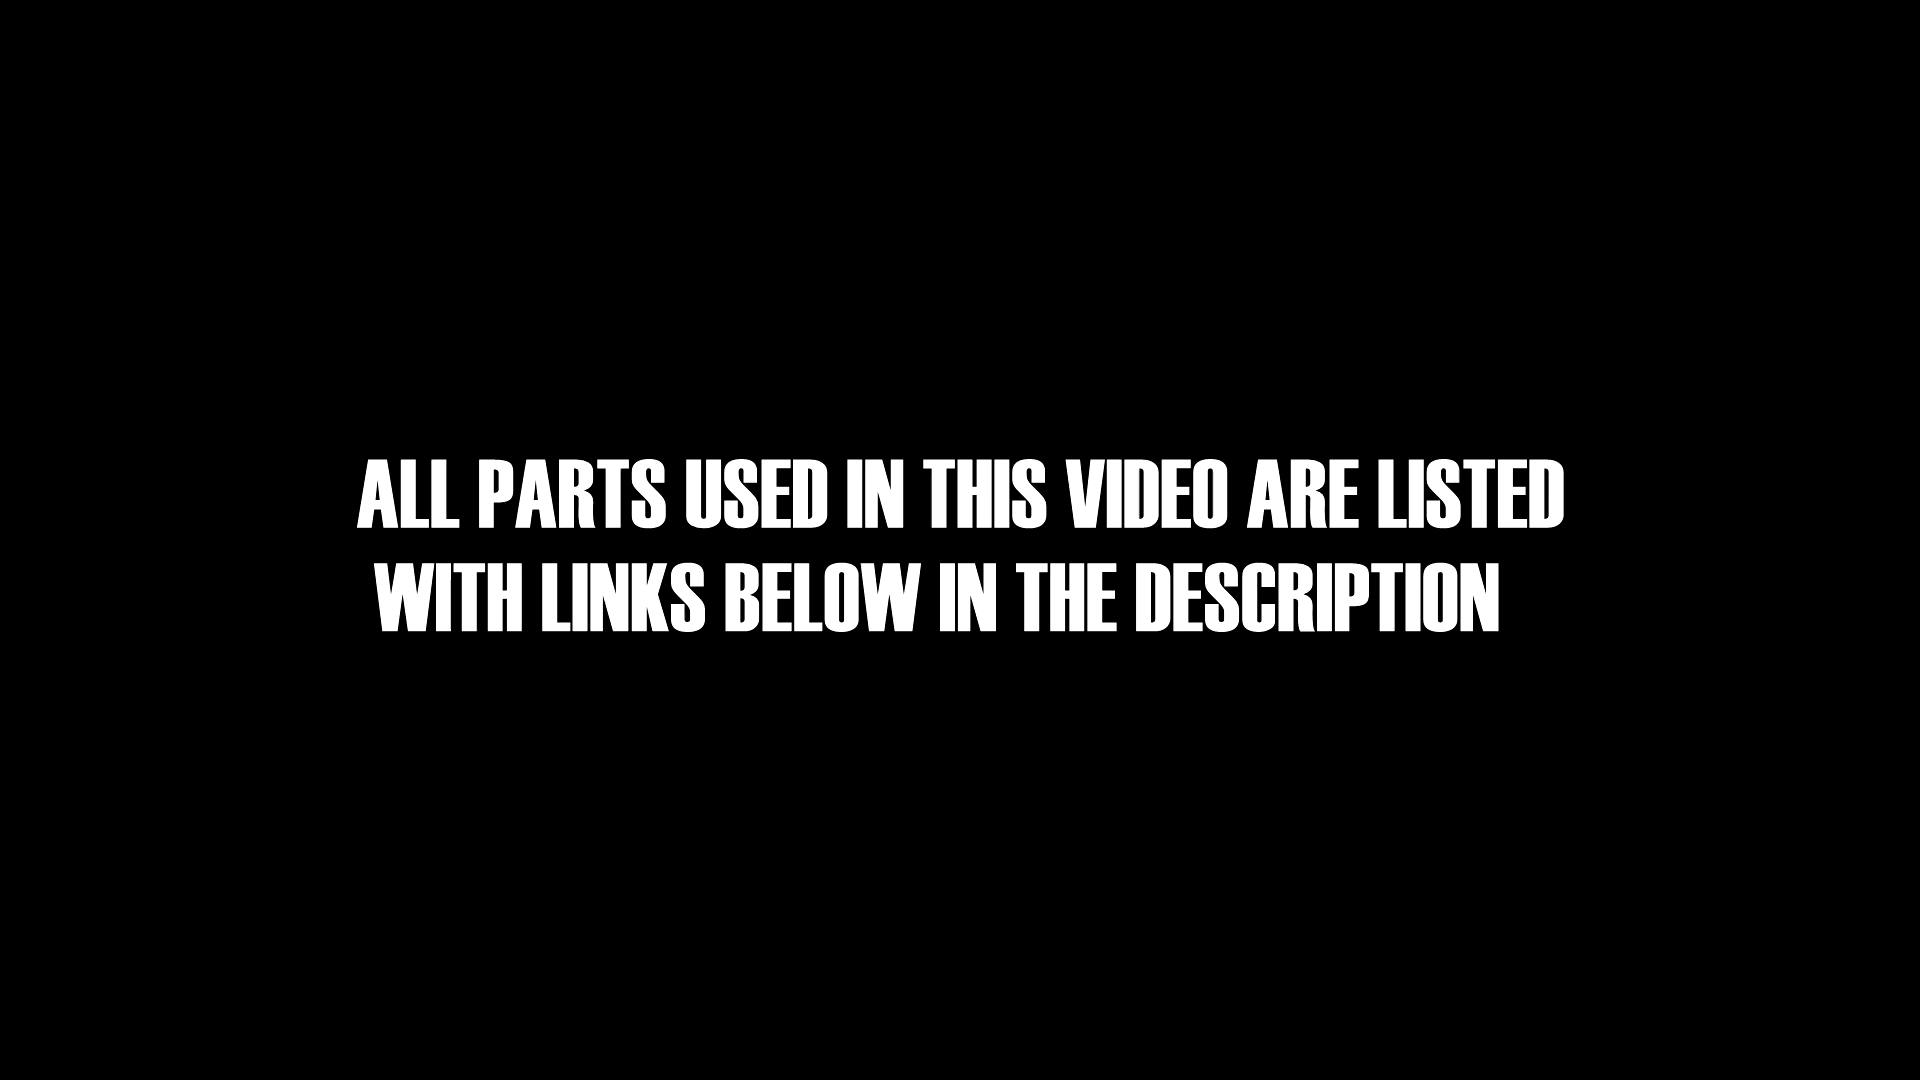 ALL PARTS USED IN THIS VIDEO ARE LISTED
WITH LINKS BELOW IN THE DESCRIPTION